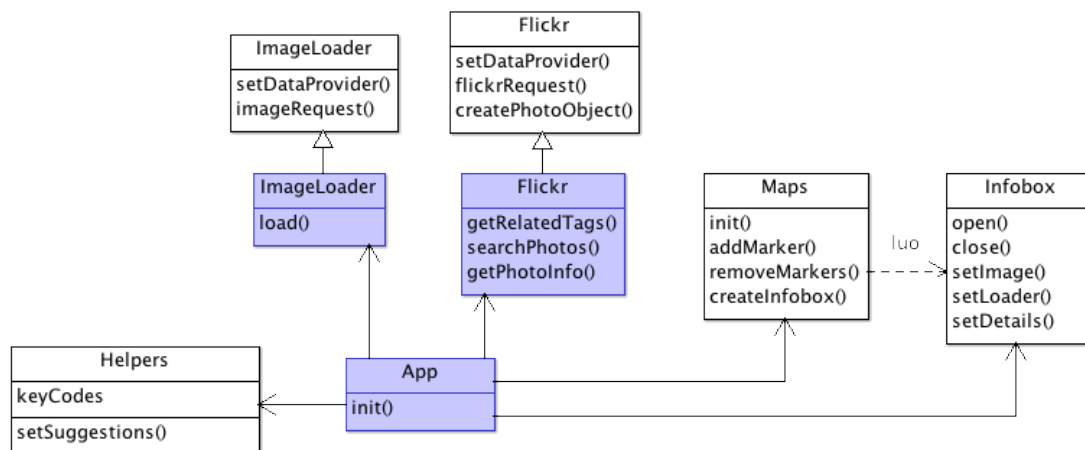 ImageLoader
setDataProvider()
imageRequest()
Flickr
setDataProvider()
flickrRequest()
createPhotoObject()
ImageLoader
load()
Flickr
getRelatedTags()
searchPhotos()
getPhotoInfo()
Maps
init()
addMarker()
removeMarkers()
createInfobox()
luo
Infobox
open()
close()
setImage()
setLoader()
setDetails()
Helpers
keyCodes
setSuggestions()
App
init()